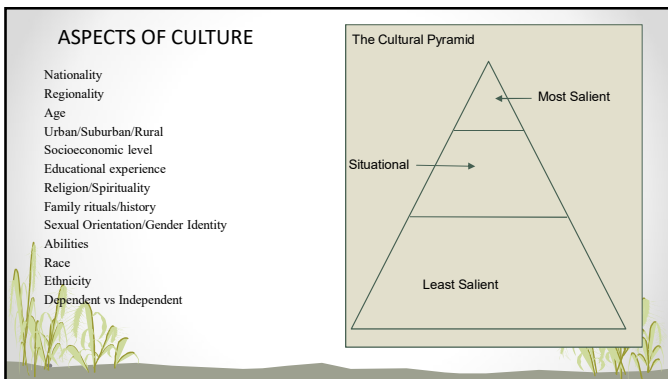 ASPECTS OF CULTURE
Nationality
Regionality
Age
Urban/Suburban/Rural
Socioeconomic level
Educational experience
Religion/Spirituality
Family rituals/history
Sexual Orientation/Gender Identity
Abilities
Race
Ethnicity
Dependent vs Independent
The Cultural Pyramid
Most Salient
Situational
Least Salient